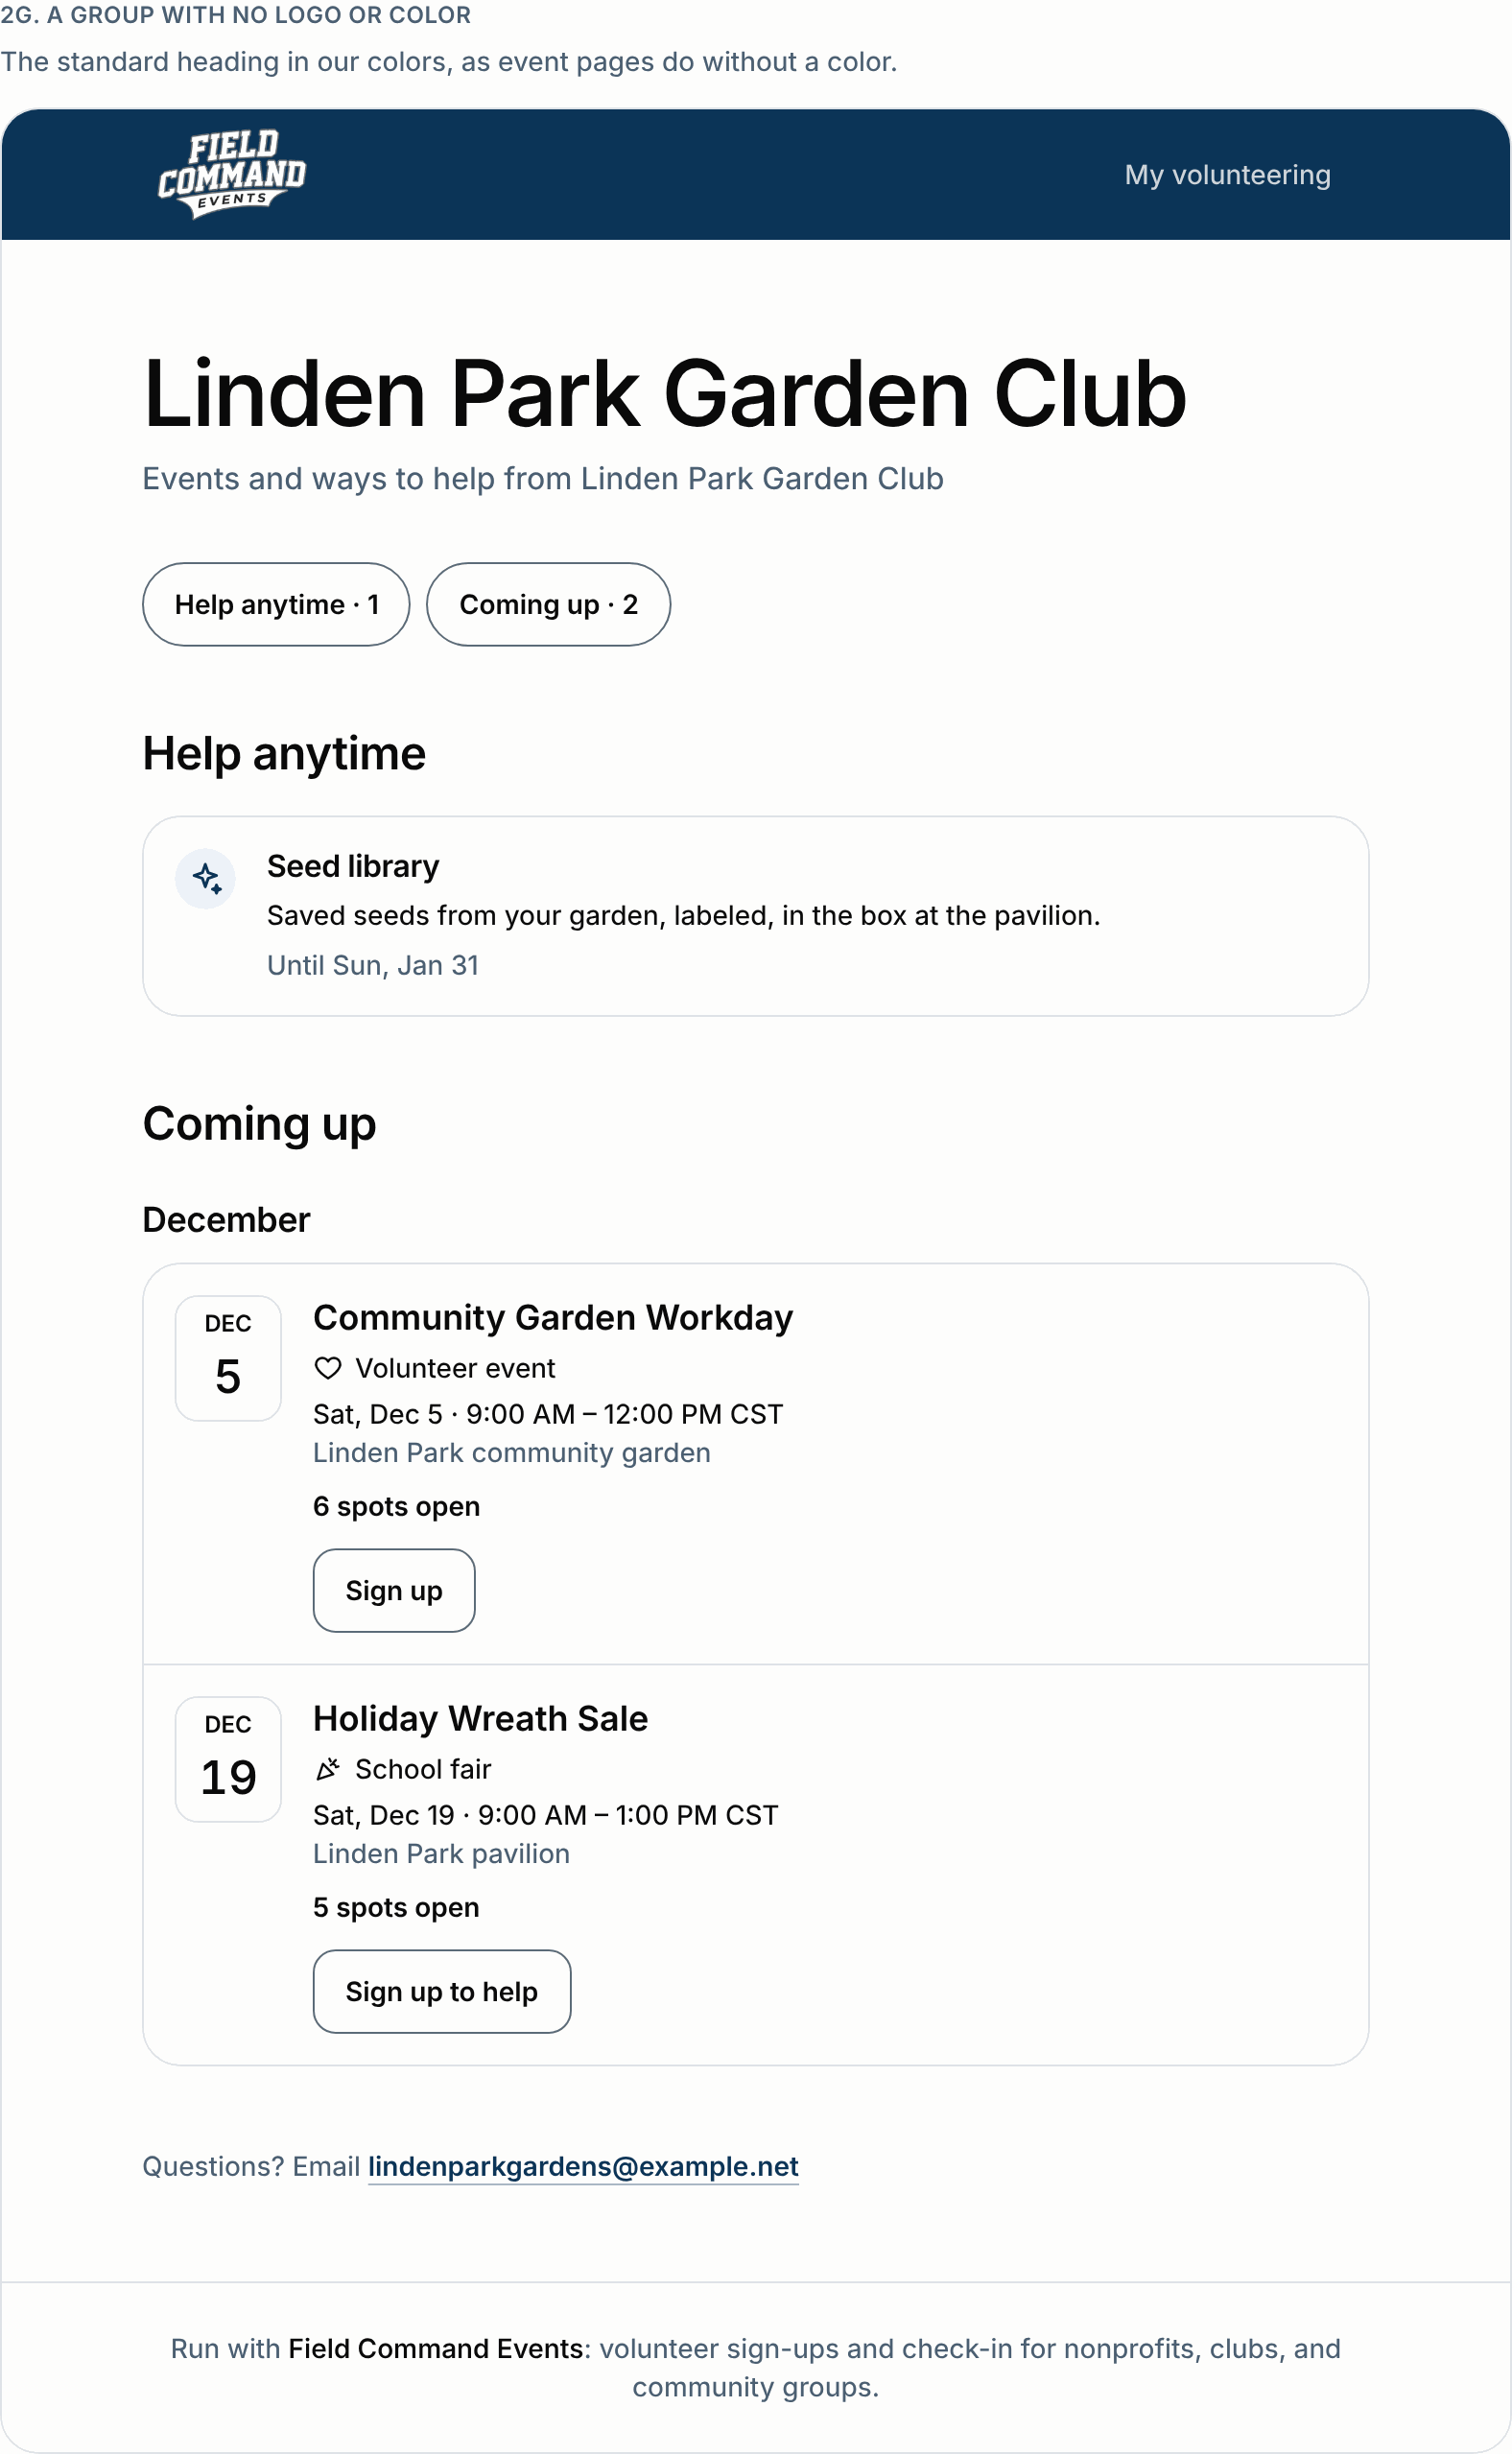 2G. A GROUP WITH NO LOGO OR COLOR
The standard heading in our colors, as event pages do without a color.
FIELD
COMMAND
EVENTS
My volunteering
Linden Park Garden Club
Events and ways to help from Linden Park Garden Club
Help anytime · 1
Coming up · 2
Help anytime
Seed library
Saved seeds from your garden, labeled, in the box at the pavilion.
Until Sun, Jan 31
Coming up
December
DEC
5
Community Garden Workday
Volunteer event
Sat, Dec 5 · 9:00 AM – 12:00 PM CST
Linden Park community garden
6 spots open
Sign up
DEC
19
Holiday Wreath Sale
School fair
Sat, Dec 19 · 9:00 AM – 1:00 PM CST
Linden Park pavilion
5 spots open
Sign up to help
Questions? Email lindenparkgardens@example.net
Run with Field Command Events: volunteer sign-ups and check-in for nonprofits, clubs, and
community groups.